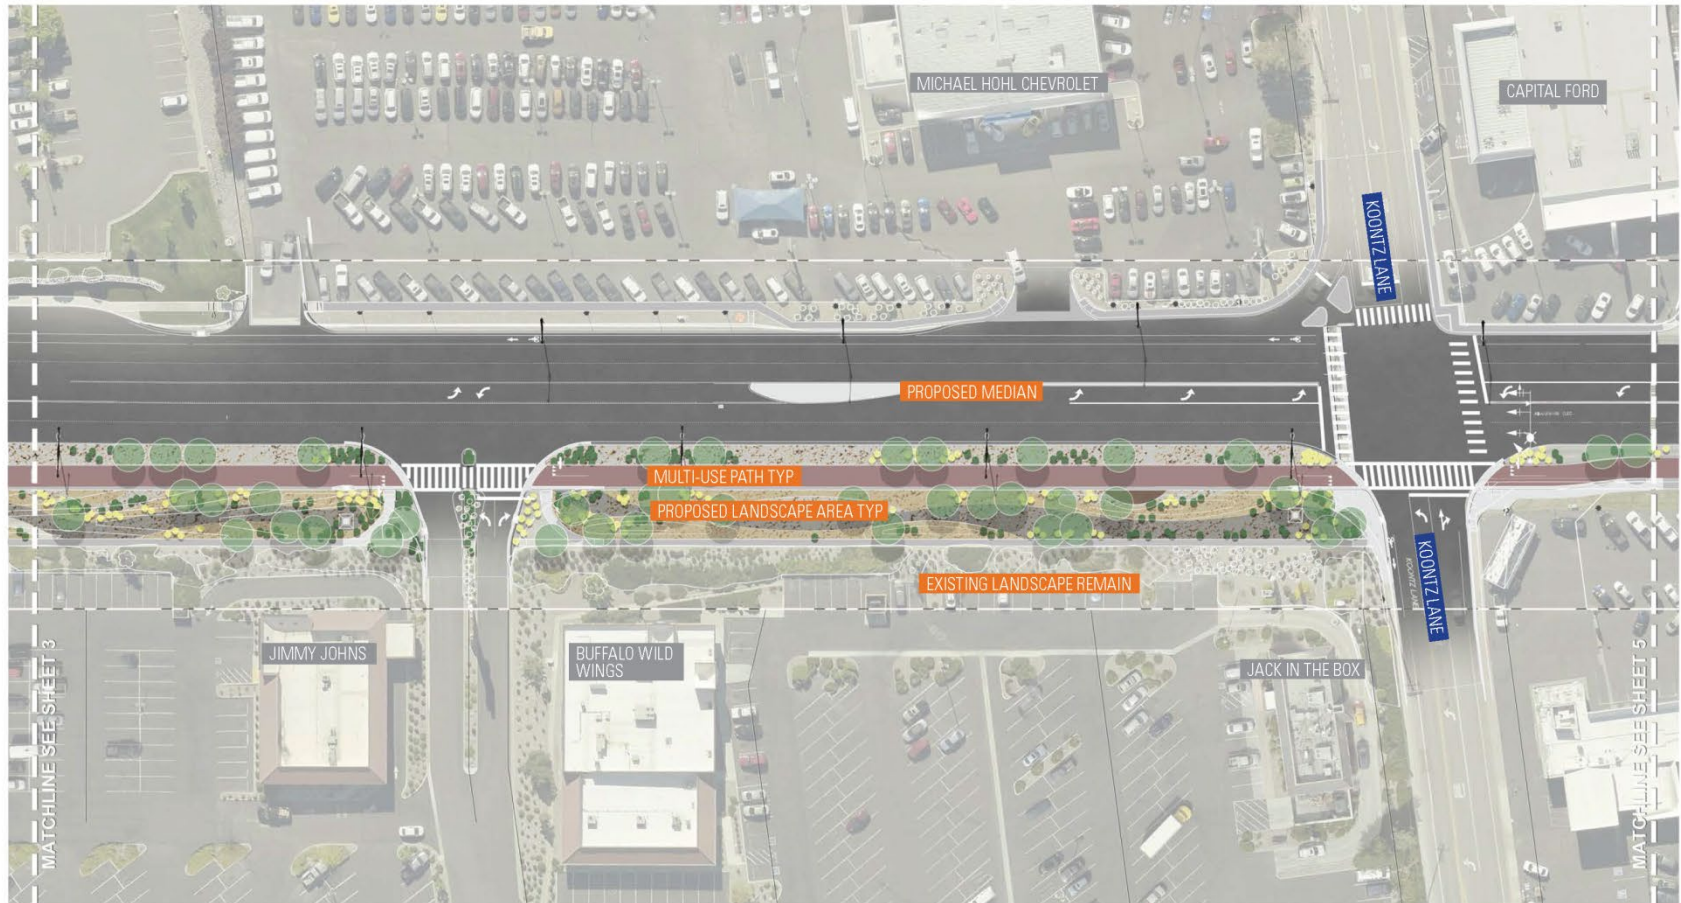 MICHAEL HOHL CHEVROLET
CAPITAL FORD
KOONTZ LANE
PROPOSED MEDIAN
MULTI-USE PATH TYP
PROPOSED LANDSCAPE AREA TYP
EXISTING LANDSCAPE REMAIN
KOONTZ LANE
KOONTZ LANE
JIMMY JOHNS
BUFFALO WILD
WINGS
JACK IN THE BOX
MATCHLINE SEE SHEET 3
MATCHLINE SEE SHEET 5